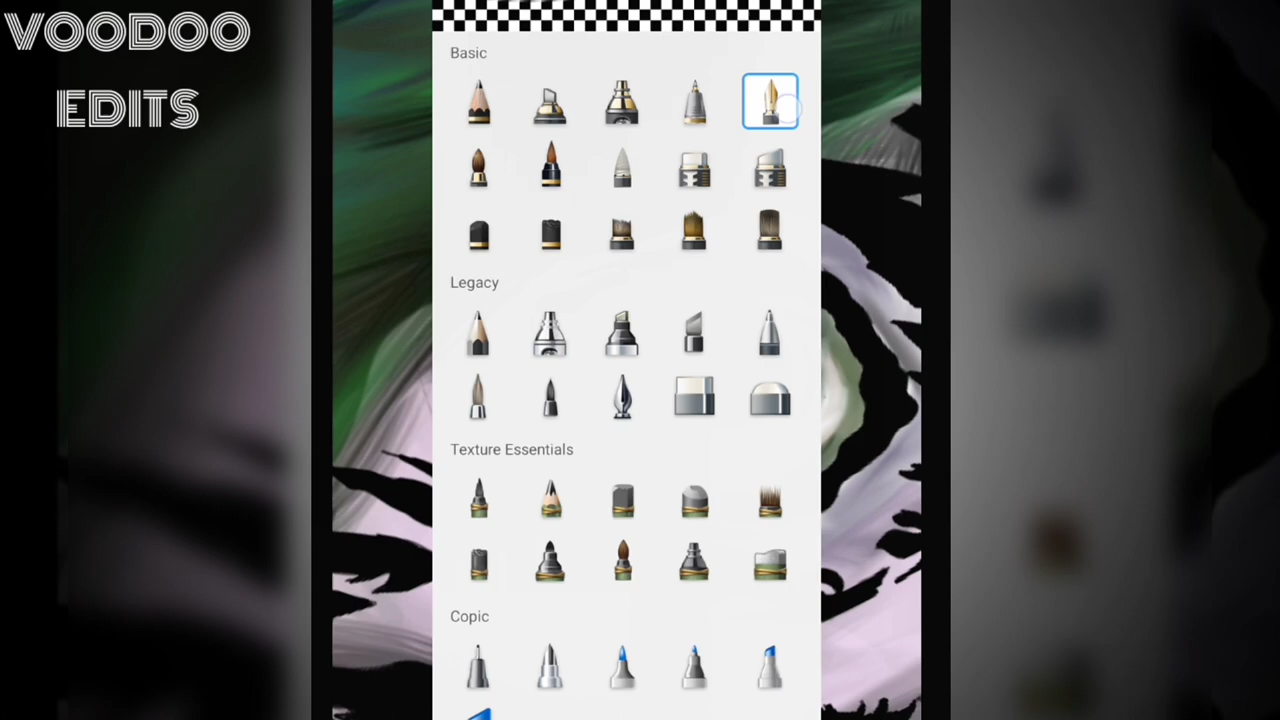 VOODOO
EDITS
Basic
Legacy
Texture Essentials
Copic